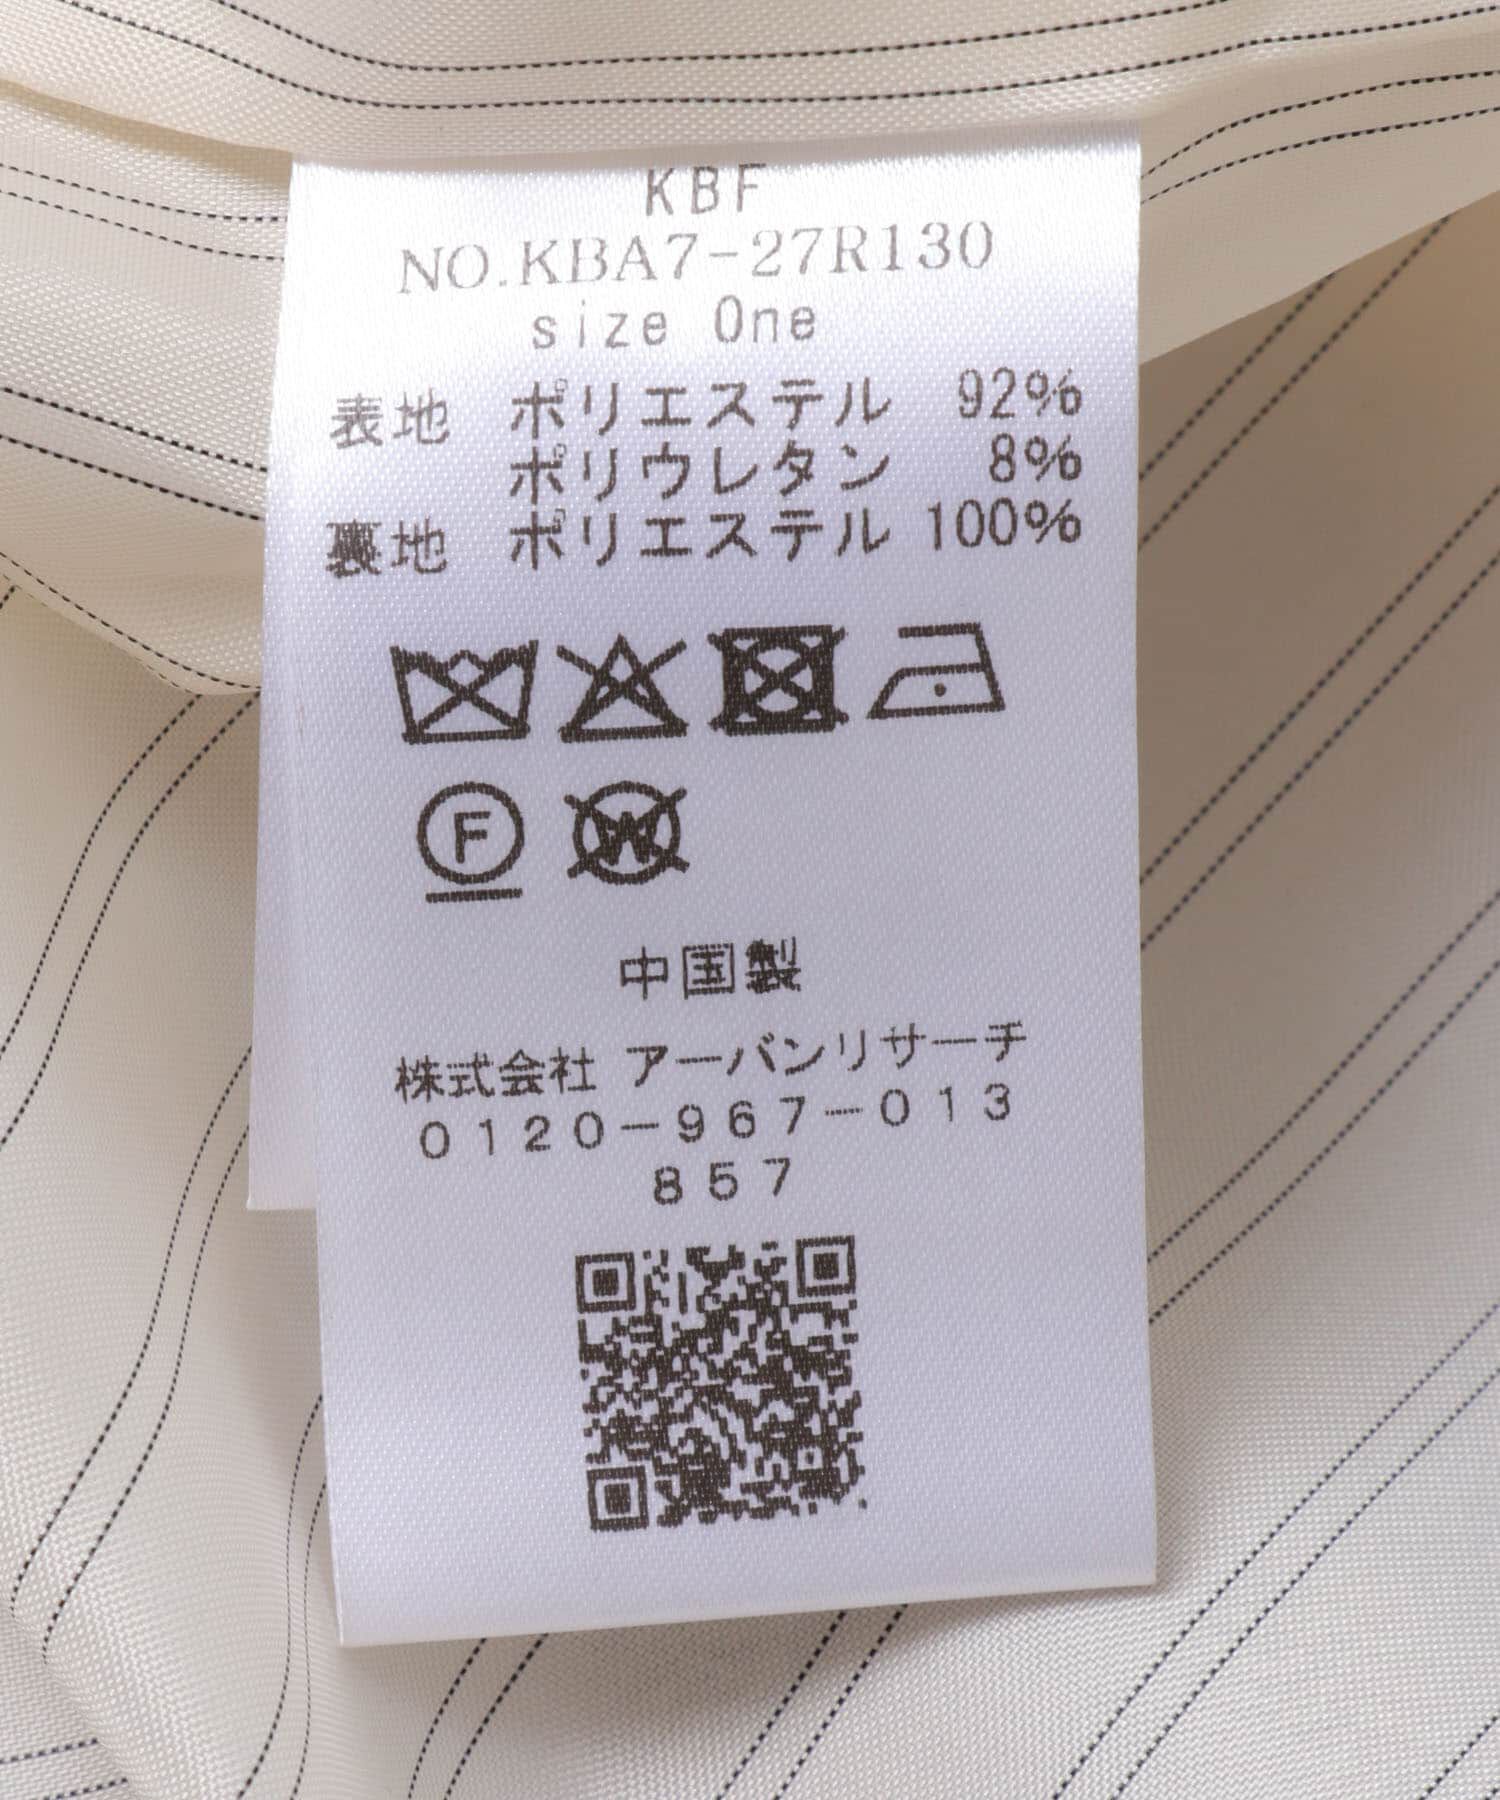 KBF
NO.KBA7-27R130
size One
表地 ポリエステル 92%
ポリウレタン 8%
裏地 ポリエステル 100%
F W
中国製
株式会社 アーバンリサーチ
0120-967-013
857